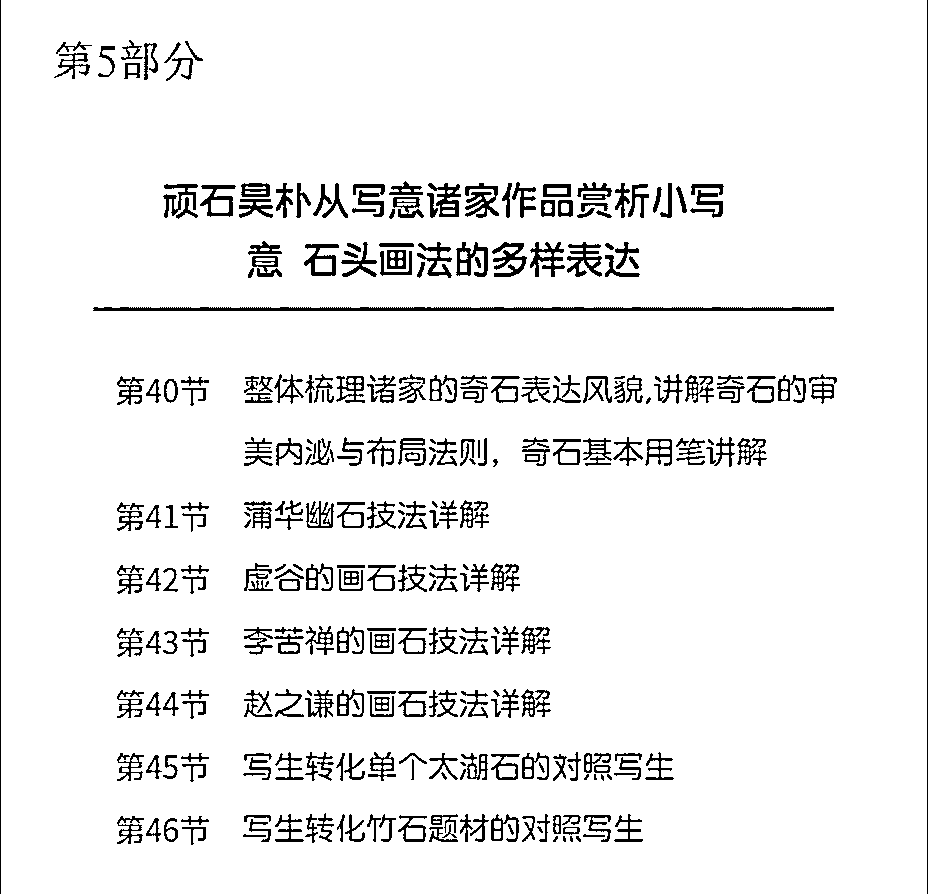 第5部分
顽石昊朴从写意诸家作品赏析小写
意 石头画法的多样表达
第40节 整体梳理诸家的奇石表达风貌,讲解奇石的审
美内泌与布局法则，奇石基本用笔讲解
第41节 蒲华幽石技法详解
第42节 虚谷的画石技法详解
第43节 李苦禅的画石技法详解
第44节 赵之谦的画石技法详解
第45节 写生转化单个太湖石的对照写生
第46节 写生转化竹石题材的对照写生